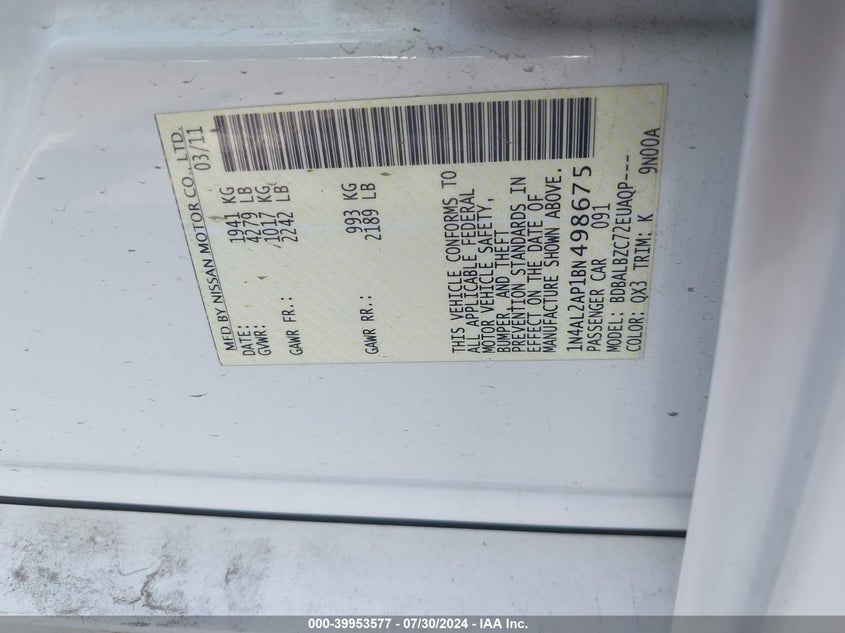 MFD BY NISSAN MOTOR CO., LTD.
DATE: 03/11
GVWR: 1941 KG
4279 LB
GAWR FR.: 1017 KG
2242 LB
GAWR RR.: 993 KG
2189 LB
THIS VEHICLE CONFORMS TO
ALL APPLICABLE FEDERAL
MOTOR VEHICLE SAFETY,
BUMPER, AND THEFT
PREVENTION STANDARDS IN
EFFECT ON THE DATE OF
MANUFACTURE SHOWN ABOVE.
1N4AL2AP1BN498675
PASSENGER CAR 091
MODEL: BDBALBZC72EUAQP---
COLOR: QX3 TRIM: K 9N00A
000-39953577 - 07/30/2024 - IAA Inc.